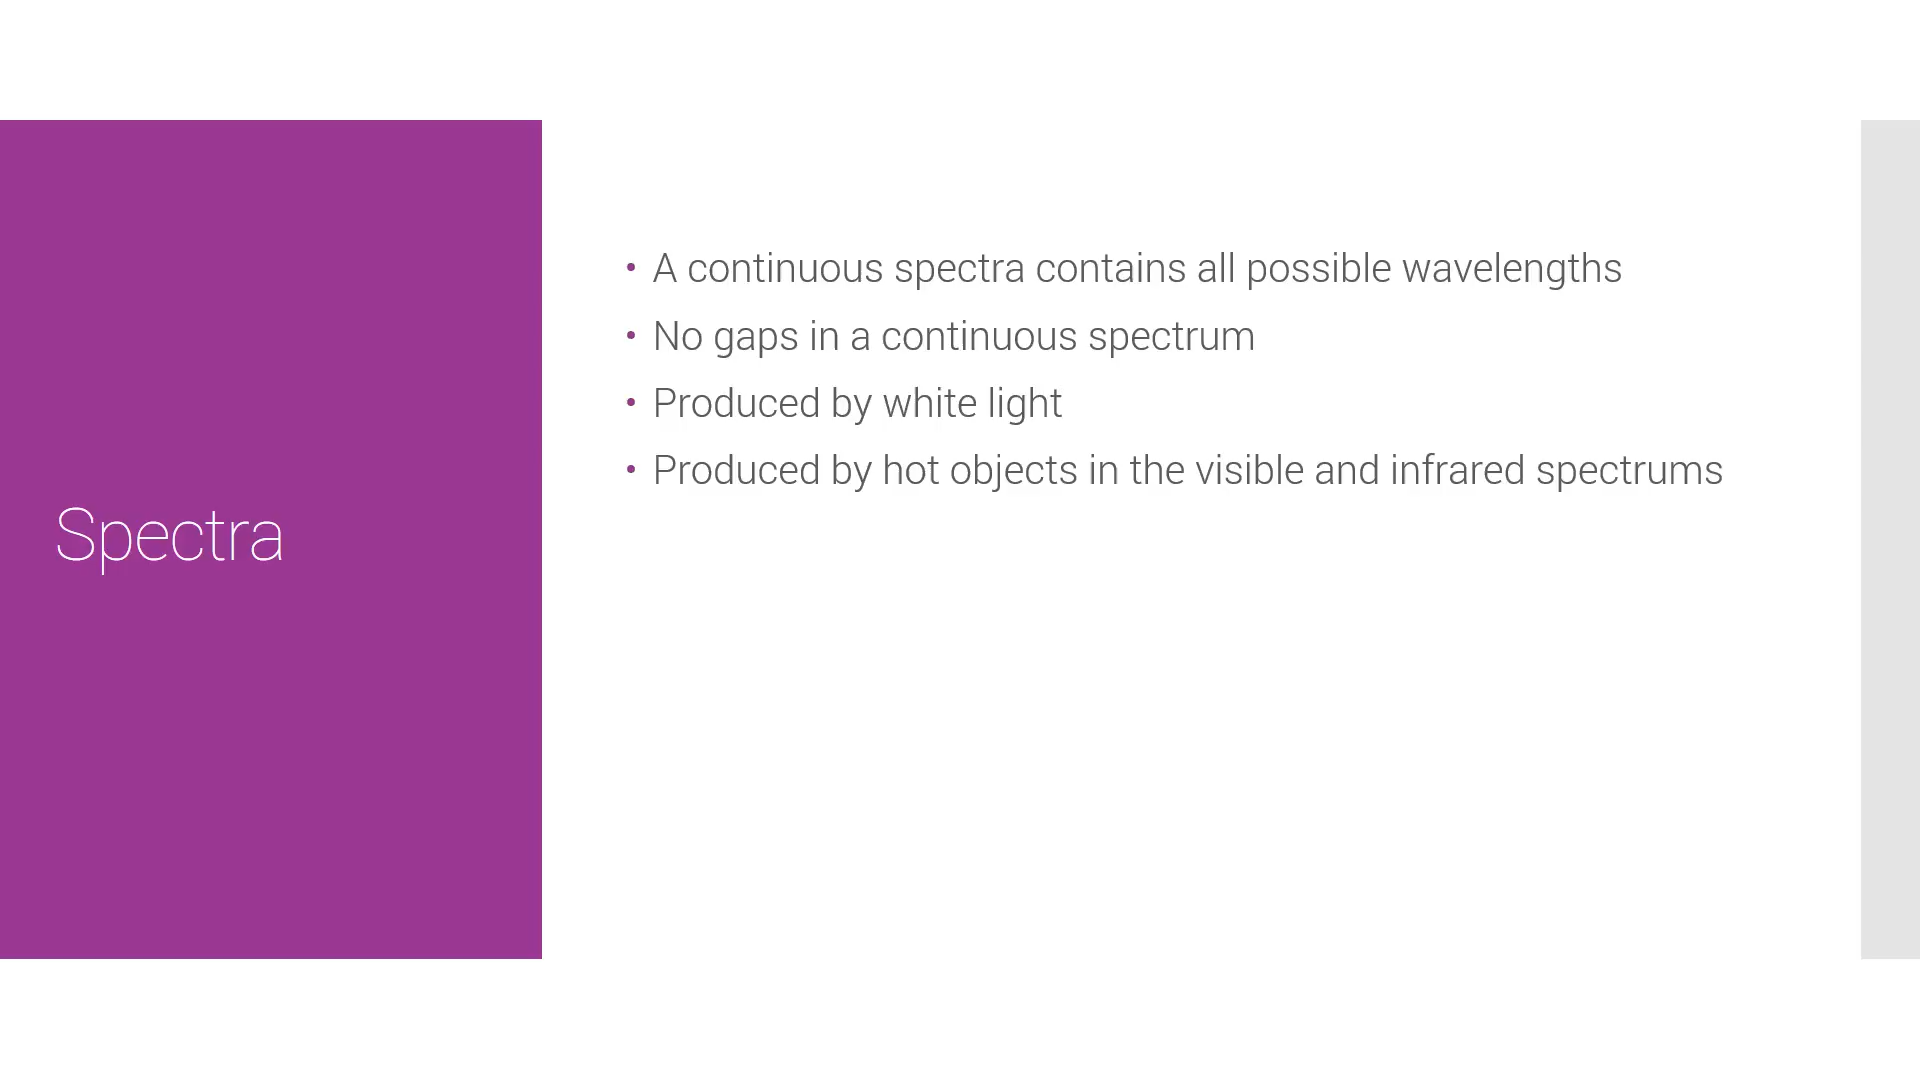 Spectra
• A continuous spectra contains all possible wavelengths
• No gaps in a continuous spectrum
• Produced by white light
• Produced by hot objects in the visible and infrared spectrums